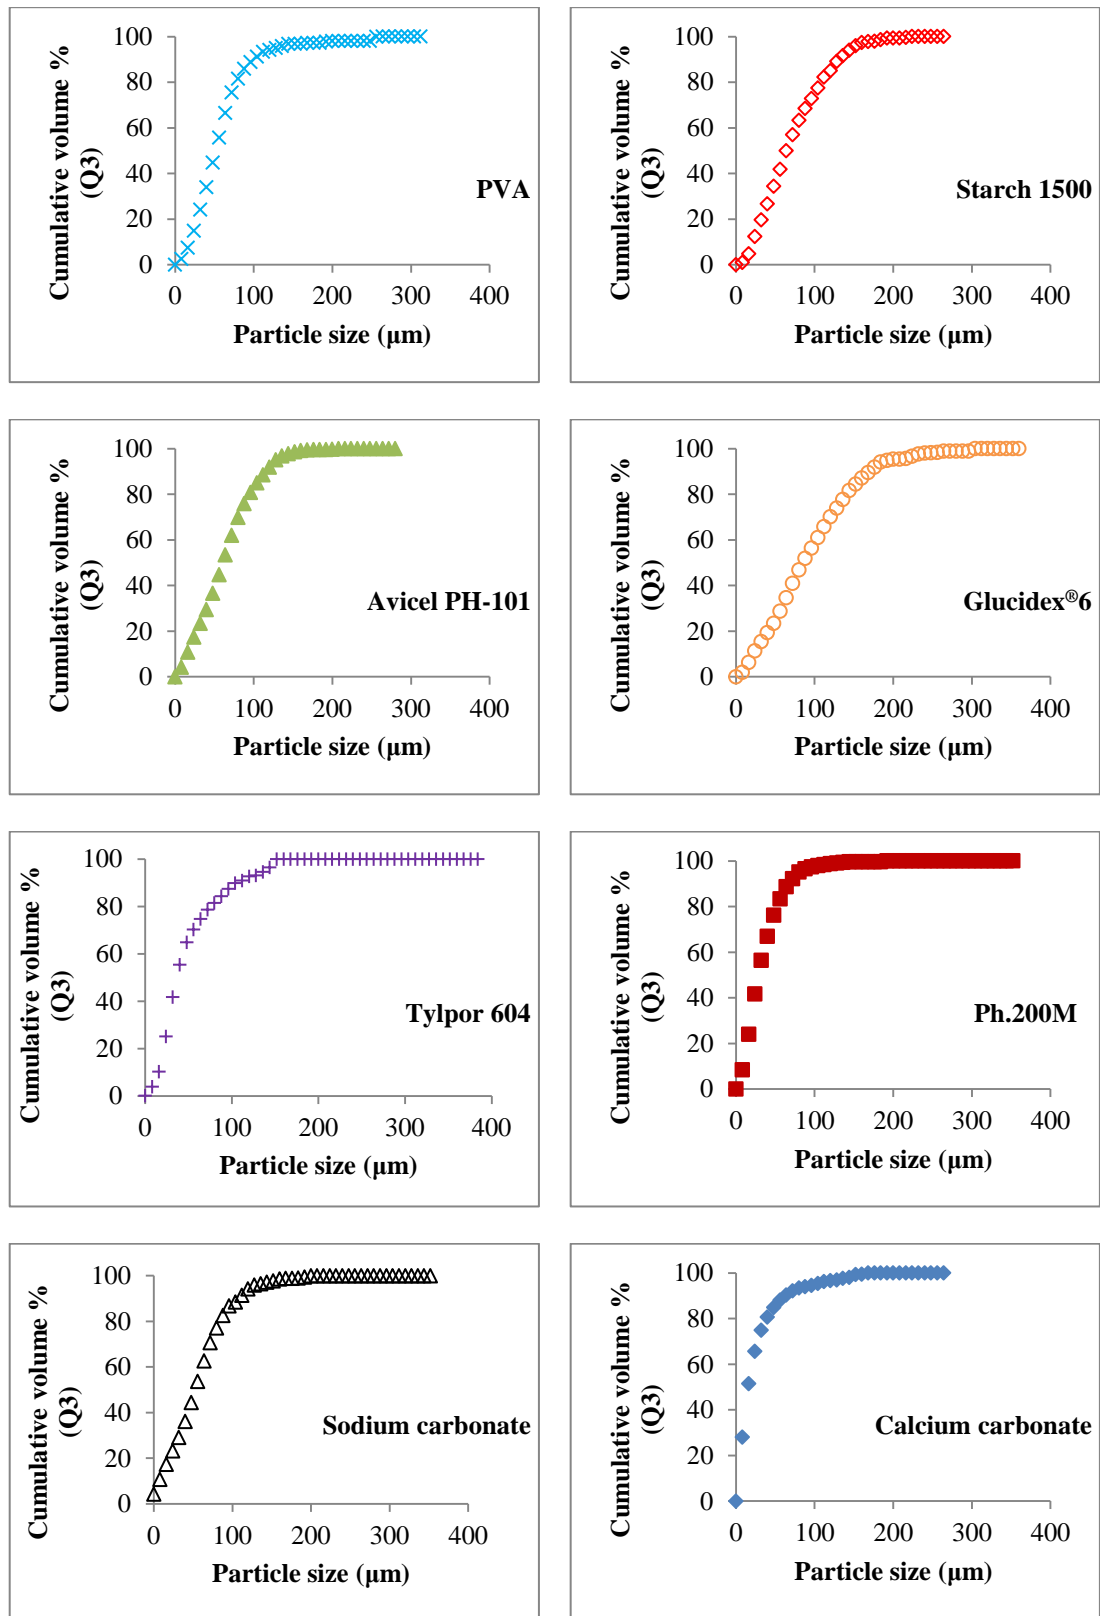 Cumulative volume %
(Q3)
100
80
60
40
20
0
PVA
0 100 200 300 400
Particle size (µm)
Cumulative volume %
(Q3)
100
80
60
40
20
0
Starch 1500
0 100 200 300 400
Particle size (µm)
Cumulative volume %
(Q3)
100
80
60
40
20
0
Avicel PH-101
0 100 200 300 400
Particle size (µm)
Cumulative volume %
(Q3)
100
80
60
40
20
0
Glucidex®6
0 100 200 300 400
Particle size (µm)
Cumulative volume %
(Q3)
100
80
60
40
20
0
Tylpor 604
0 100 200 300 400
Particle size (µm)
Cumulative volume %
(Q3)
100
80
60
40
20
0
Ph.200M
0 100 200 300 400
Particle size (µm)
Cumulative volume %
(Q3)
100
80
60
40
20
0
Sodium carbonate
0 100 200 300 400
Particle size (µm)
Cumulative volume %
(Q3)
100
80
60
40
20
0
Calcium carbonate
0 100 200 300 400
Particle size (µm)